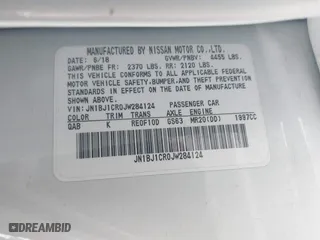 MANUFACTURED BY NISSAN MOTOR CO.,LTD.
DATE: 6/18 GVWR/PNBV: 4455 LBS.
GAWR/PNBE FR: 2370 LBS. RR: 2120 LBS.
THIS VEHICLE CONFORMS TO ALL APPLICABLE FEDERAL
MOTOR VEHICLE SAFETY, BUMPER, AND THEFT PREVENTION
STANDARDS IN EFFECT ON THE DATE OF MANUFACTURE
SHOWN ABOVE.
VIN: JN1BJ1CR0JW284124 PASSENGER CAR
COLOR TRIM TRANS AXLE ENGINE
QAB K RE0F10D GS63 MR20(DD) 1997CC
JN1BJ1CR0JW284124
A
AutoBidMaster